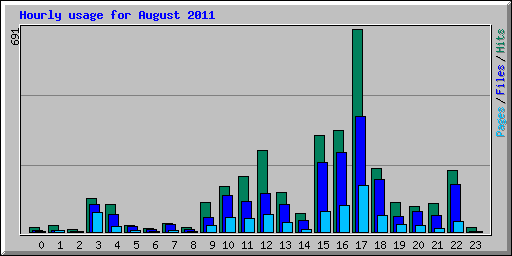 Hourly usage for August 2011
691
Pages / Files / Hits
0 1 2 3 4 5 6 7 8 9 10 11 12 13 14 15 16 17 18 19 20 21 22 23